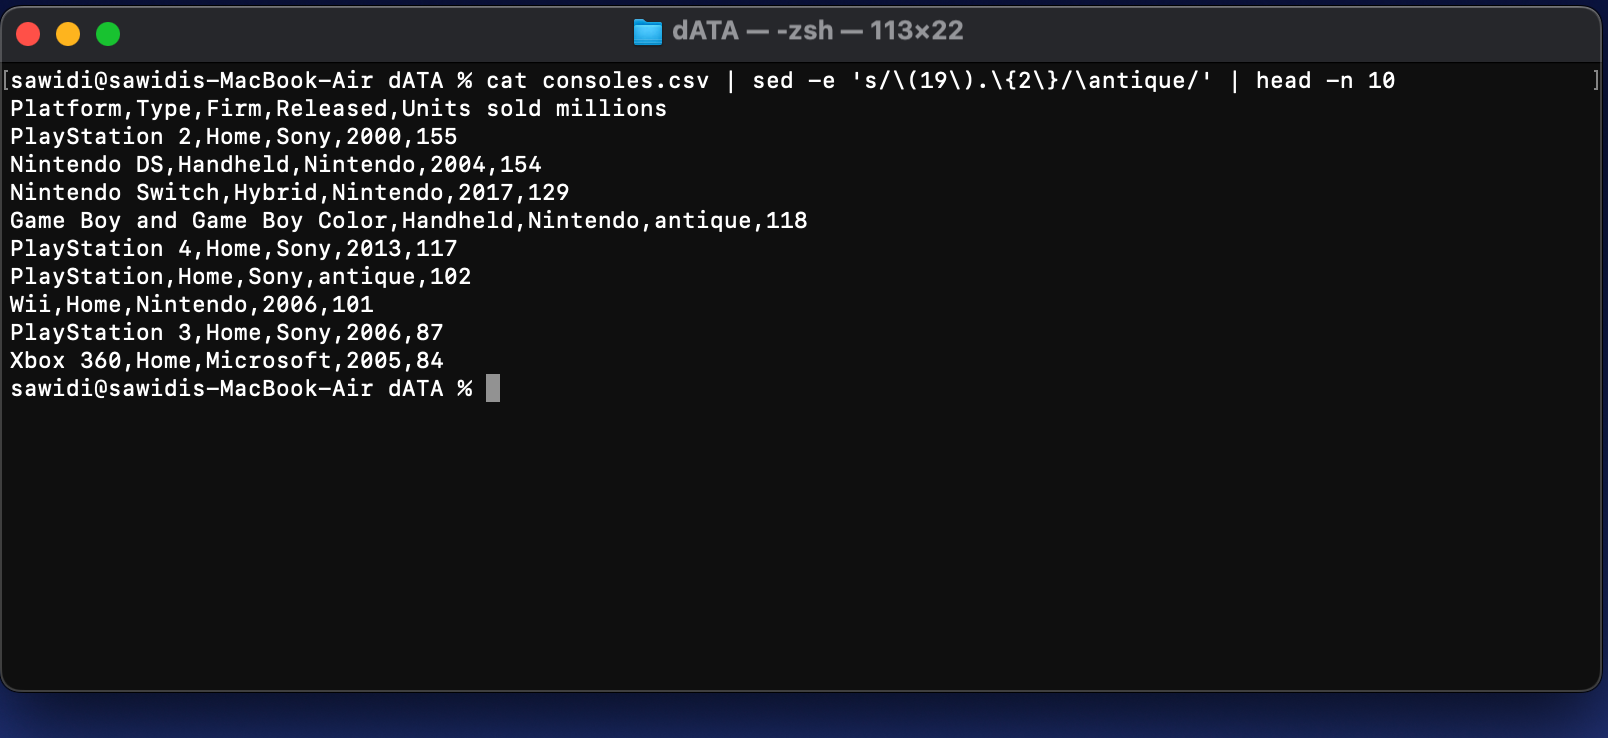 dATA — -zsh — 113×22
[sawidi@sawidis-MacBook-Air dATA % cat consoles.csv | sed -e 's/\(19\).\{2\}/\antique/' | head -n 10 ]
Platform,Type,Firm,Released,Units sold millions
PlayStation 2,Home,Sony,2000,155
Nintendo DS,Handheld,Nintendo,2004,154
Nintendo Switch,Hybrid,Nintendo,2017,129
Game Boy and Game Boy Color,Handheld,Nintendo,antique,118
PlayStation 4,Home,Sony,2013,117
PlayStation,Home,Sony,antique,102
Wii,Home,Nintendo,2006,101
PlayStation 3,Home,Sony,2006,87
Xbox 360,Home,Microsoft,2005,84
sawidi@sawidis-MacBook-Air dATA %